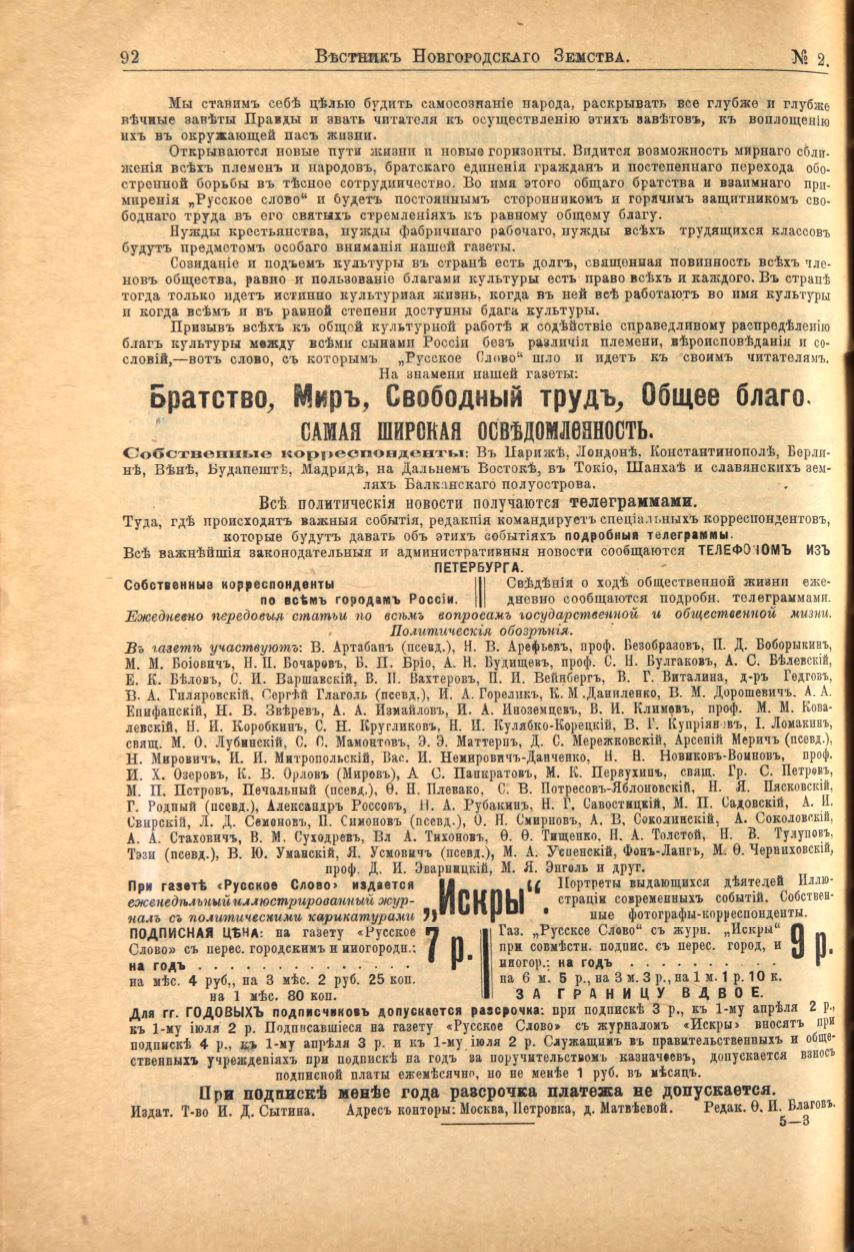 92
Вѣстникъ Новгородскаго Земства.
№ 2.
Мы ставимъ себѣ цѣлью будить самосознаніе народа, раскрывать все глубже и глубже
вѣчные завѣты Правды и звать читателя къ осуществленію этихъ завѣтовъ, къ воплощенію
ихъ въ окружающей насъ жизни.
Открываются новые пути жизни и новые горизонты. Видится возможность мирнаго сбли-
женія всѣхъ племенъ и народовъ, братскаго единенія граждан и постепеннаго перехода обо-
стренной борьбы въ тѣсное сотрудничество. Во имя этого общаго братства и взаимнаго при-
миренія „Русское слово“ и будетъ постояннымъ сторонникомъ и горячимъ защитникомъ сво-
боднаго труда въ его святыхъ стремленіяхъ къ равному общему благу.
Нужды крестьянства, нужды фабричнаго рабочаго, нужды всѣхъ трудящихся классовъ
будутъ предметомъ особаго вниманія нашей газеты.
Созиданіе и подъемъ культуры въ странѣ есть долгъ, священная повинность всѣхъ чле-
новъ общества, равно и пользованіе благами культуры есть право всѣхъ и каждого. Въ странѣ
тогда только идетъ истинно культурная жизнь, когда въ ней всѣ работаютъ во имя культуры
и когда всѣмъ и въ равной степени доступны блага культуры.
Призывъ всѣхъ къ общей культурной работѣ и содѣйствіе справедливому распредѣленію
благъ культуры между всѣми сынами Россіи безъ различія племени, вѣроисповѣданія и со-
словій,—вотъ слово, съ которымъ „Русское Слово“ шло и идетъ къ своимъ читателямъ.
На знамени нашей газеты:
Братство, Миръ, Свободный трудъ, Общее благо.
САМАЯ ШИРОКАЯ ОСВѢДОМЛЕННОСТЬ.
Собственные корреспонденты: Въ Парижѣ, Лондонѣ, Константинополѣ, Берли-
нѣ, Вѣнѣ, Будапештѣ, Мадридѣ, на Дальнемъ Востокѣ, въ Токіо, Шанхаѣ и славянскихъ зем-
ляхъ Балканскаго полуострова.
Всѣ политическія новости получаются телеграммами.
Туда, гдѣ происходятъ важныя событія, редакція командируетъ спеціальныхъ корреспондентовъ,
которые будутъ давать объ этихъ событіяхъ подробныя телеграммы.
Всѣ важнѣйшія законодательныя и административныя новости сообщаются ТЕЛЕФОНОМЪ ИЗЪ
ПЕТЕРБУРГА.
Собственные корреспонденты
по всѣмъ городамъ Россіи.
Свѣдѣнія о ходѣ общественной жизни еже-
дневно сообщаются подробн. телеграммами.
Ежедневно передовыя статьи по всѣмъ вопросамъ государственной и общественной жизни.
Политическія обозрѣнія.
Въ газетѣ участвуютъ: В. Артабанъ (псевд.), Н. В. Арефьевъ, проф. Безобразовъ, П. Д. Боборыкинъ,
М. М. Боіовичъ, Н. П. Бочаровъ, Б. П. Бріо, А. Н. Будищевъ, проф. С. Н. Булгаковъ, А. С. Бѣлевскій,
Е. К. Бѣловъ, С. И. Варшавскій, В. П. Вахтеровъ, П. И. Вейнбергъ, В. Г. Виталина, д-ръ Гедговъ,
В. А. Гиляровскій, Сергѣй Глаголь (псевд.), И. А. Гореликъ, К. М. Даниленко, В. М. Дорошевичъ, А. А.
Епифанскій, Н. В. Звѣревъ, А. А. Измайловъ, И. А. Иноземцевъ, В. И. Климовъ, проф. М. М. Кова-
левскій, Н. И. Коробкинъ, С. Н. Кругликовъ, Н. И. Кулябко-Корецкій, В. Г. Купріяновъ, I. Ломакинъ,
свящ. М. О. Лубинскій, С. С. Мамонтовъ, Э. Э. Маттернъ, Д. С. Мережковскій, Арсеній Меричъ (псевд.),
Н. Мировичъ, И. И. Митропольскій, Вас. И. Немировичъ-Данченко, Н. Н. Новиковъ-Воиновъ, проф.
И. Х. Озеровъ, К. В. Орловъ (Мировъ), А. С. Панкратовъ, М. К. Первухинъ, свящ. Гр. С. Петровъ,
М. П. Петровъ, Печальный (псевд.), Ѳ. Н. Плевако, С. В. Потресовъ-Яблоновскій, Н. Я. Пясковскій,
Г. Родный (псевд.), Александръ Россовъ, Н. А. Рубакинъ, Н. Г. Савостицкій, М. П. Садовскій, А. И.
Свирскій, Л. Д. Семеновъ, П. Симоновъ (псевд.), О. Н. Смирновъ, А. В. Соколинскій, А. Соколовскій,
А. А. Стаховичъ, В. М. Суходревъ, Вл А. Тихоновъ, Ѳ. Ѳ. Тищенко, Н. А. Толстой, Н. В. Тулуповъ,
Тэзи (псевд.), В. Ю. Уманскій, Я. Усмовичъ (псевд.), М. А. Успенскій, Фонъ-Лангъ, М. Ѳ. Черниховскій,
проф. Д. И. Эварницкій, М. Я. Энгель и друг.
При газетѣ «Русское Слово» издается
еженедѣльный иллюстрированный жур-
налъ съ политическими карикатурами
„Искры“.
Портреты выдающихся дѣятелей Иллю-
страціи современныхъ событій. Собствен-
ные фотографы-корреспонденты.
ПОДПИСНАЯ ЦѢНА: на газету «Русское
Слово» съ перес. городскимъ и иногородн.:
на годъ . . . . . . . . . . . . . .
7 р.
на мѣс. 4 руб., на 3 мѣс. 2 руб. 25 коп.
на 1 мѣс. 80 коп.
Газ. „Русское Слово“ съ журн. „Искры“
при совмѣстн. подпис. съ перес. город, и
иногор.: на годъ . . . . . . . . . .
9 р.
на 6 м. 5 р., на 3 м. 3 р., на 1 м. 1 р. 10 к.
ЗА ГРАНИЦУ ВДВОЕ.
Для гг. ГОДОВЫХЪ подписчиковъ допускается разсрочка: при подпискѣ 3 р., къ 1-му апрѣля 2 р.,
къ 1-му іюля 2 р. Подписавшіеся на газету «Русское Слово» съ журналомъ «Искры» вносятъ при
подпискѣ 4 р., къ 1-му апрѣля 3 р. и къ 1-му іюля 2 р. Служащимъ въ правительственныхъ и обще-
ственныхъ учрежденіяхъ при подпискѣ на годъ за поручительствомъ казначеевъ, допускается взносъ
подписной платы ежемѣсячно, но не менѣе 1 руб. въ мѣсяцъ.
При подпискѣ менѣе года разсрочка платежа не допускается.
Издат. Т-во И. Д. Сытина. Адресъ конторы: Москва, Петровка, д. Матвѣевой. Редак. Ѳ. И. Благовъ.
5—3